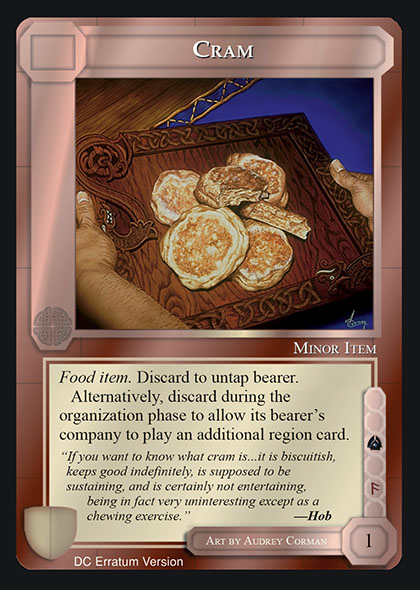 Cram
Minor Item
Food item. Discard to untap bearer.
Alternatively, discard during the
organization phase to allow its bearer's
company to play an additional region card.
"If you want to know what cram is...it is biscuitish,
keeps good indefinitely, is supposed to be
sustaining, and is certainly not entertaining,
being in fact very uninteresting except as a
chewing exercise."
—Hob
Art by Audrey Corman
1
DC Erratum Version